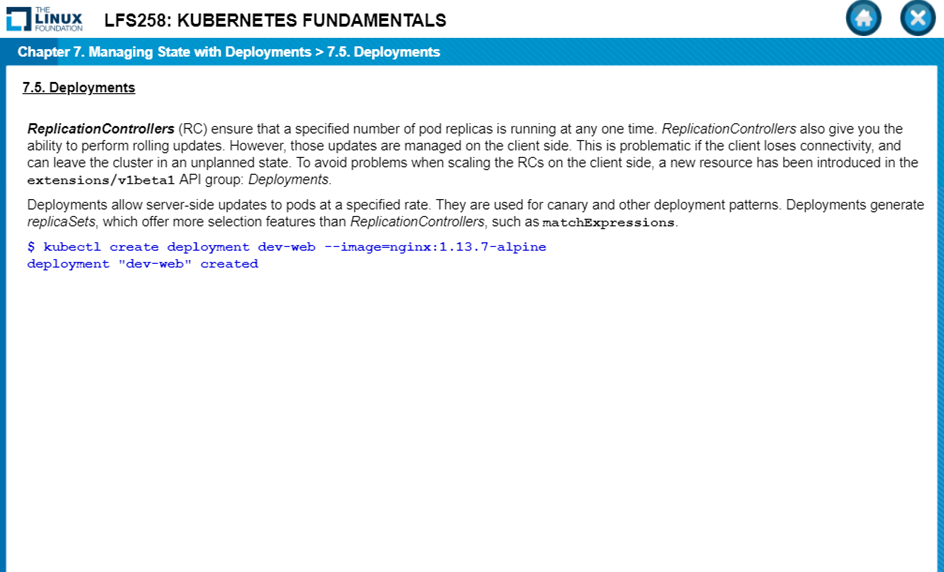 THE
LINUX
FOUNDATION
LFS258: KUBERNETES FUNDAMENTALS
Chapter 7. Managing State with Deployments > 7.5. Deployments
7.5. Deployments
ReplicationControllers (RC) ensure that a specified number of pod replicas is running at any one time. ReplicationControllers also give you the
ability to perform rolling updates. However, those updates are managed on the client side. This is problematic if the client loses connectivity, and
can leave the cluster in an unplanned state. To avoid problems when scaling the RCs on the client side, a new resource has been introduced in the
extensions/v1beta1 API group: Deployments.
Deployments allow server-side updates to pods at a specified rate. They are used for canary and other deployment patterns. Deployments generate
replicaSets, which offer more selection features than ReplicationControllers, such as matchExpressions.
$ kubectl create deployment dev-web --image=nginx:1.13.7-alpine
deployment "dev-web" created